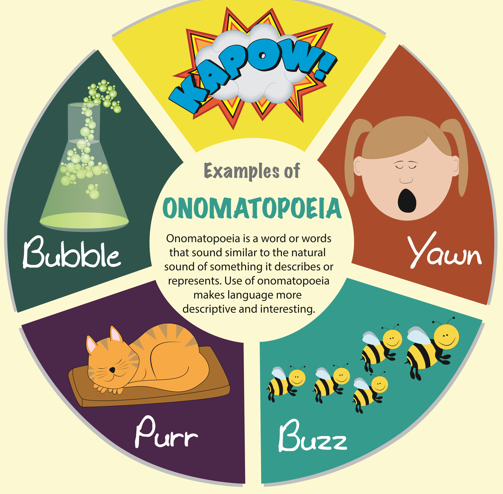 KAPOW!
Examples of
ONOMATOPOEIA
Onomatopoeia is a word or words
that sound similar to the natural
sound of something it describes or
represents. Use of onomatopoeia
makes language more
descriptive and interesting.
Bubble
Yawn
Purr
Buzz